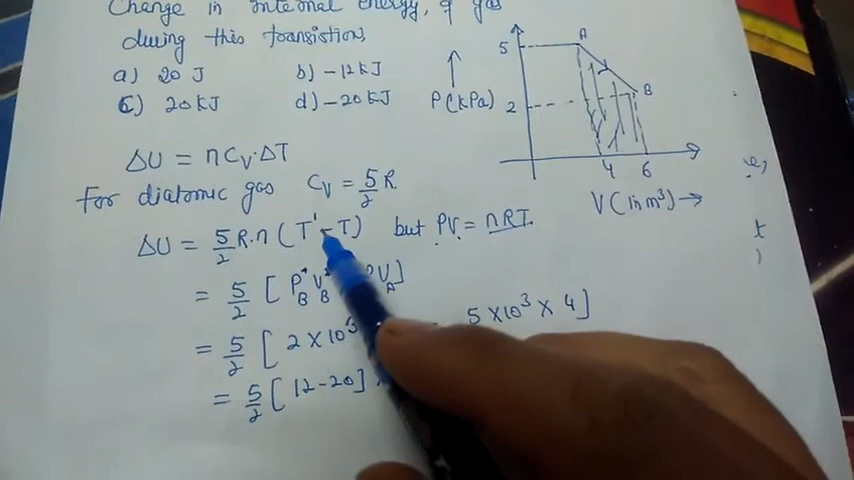 Change in internal energy, of gas
during this transistion,
a) 20 J b) -12 kJ
c) 20 kJ d) -20 kJ
ΔU = nCv·ΔT
For diatomic gas Cv = 5/2 R.
ΔU = 5/2 R.n (T' - T) but PV = nRT.
= 5/2 [ P'B V'B PVA]
= 5/2 [ 2 × 10³ 5 × 10³ × 4 ]
= 5/2 [ 12-20]
5
A
B
P(kPa)
2
4 6
V(in m³) →